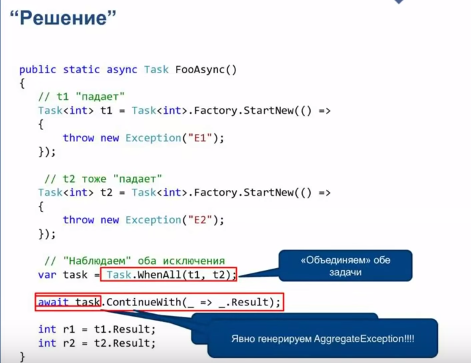 “Решение”
public static async Task FooAsync()
{
// t1 "падает"
Task<int> t1 = Task<int>.Factory.StartNew(() =>
{
throw new Exception("E1");
});
// t2 тоже "падает"
Task<int> t2 = Task<int>.Factory.StartNew(() =>
{
throw new Exception("E2");
});
// "Наблюдаем" оба исключения
var task = Task.WhenAll(t1, t2);
«Объединяем» обе
задачи
await task.ContinueWith(_ => _.Result);
int r1 = t1.Result;
int r2 = t2.Result;
Явно генерируем AggregateException!!!!
}